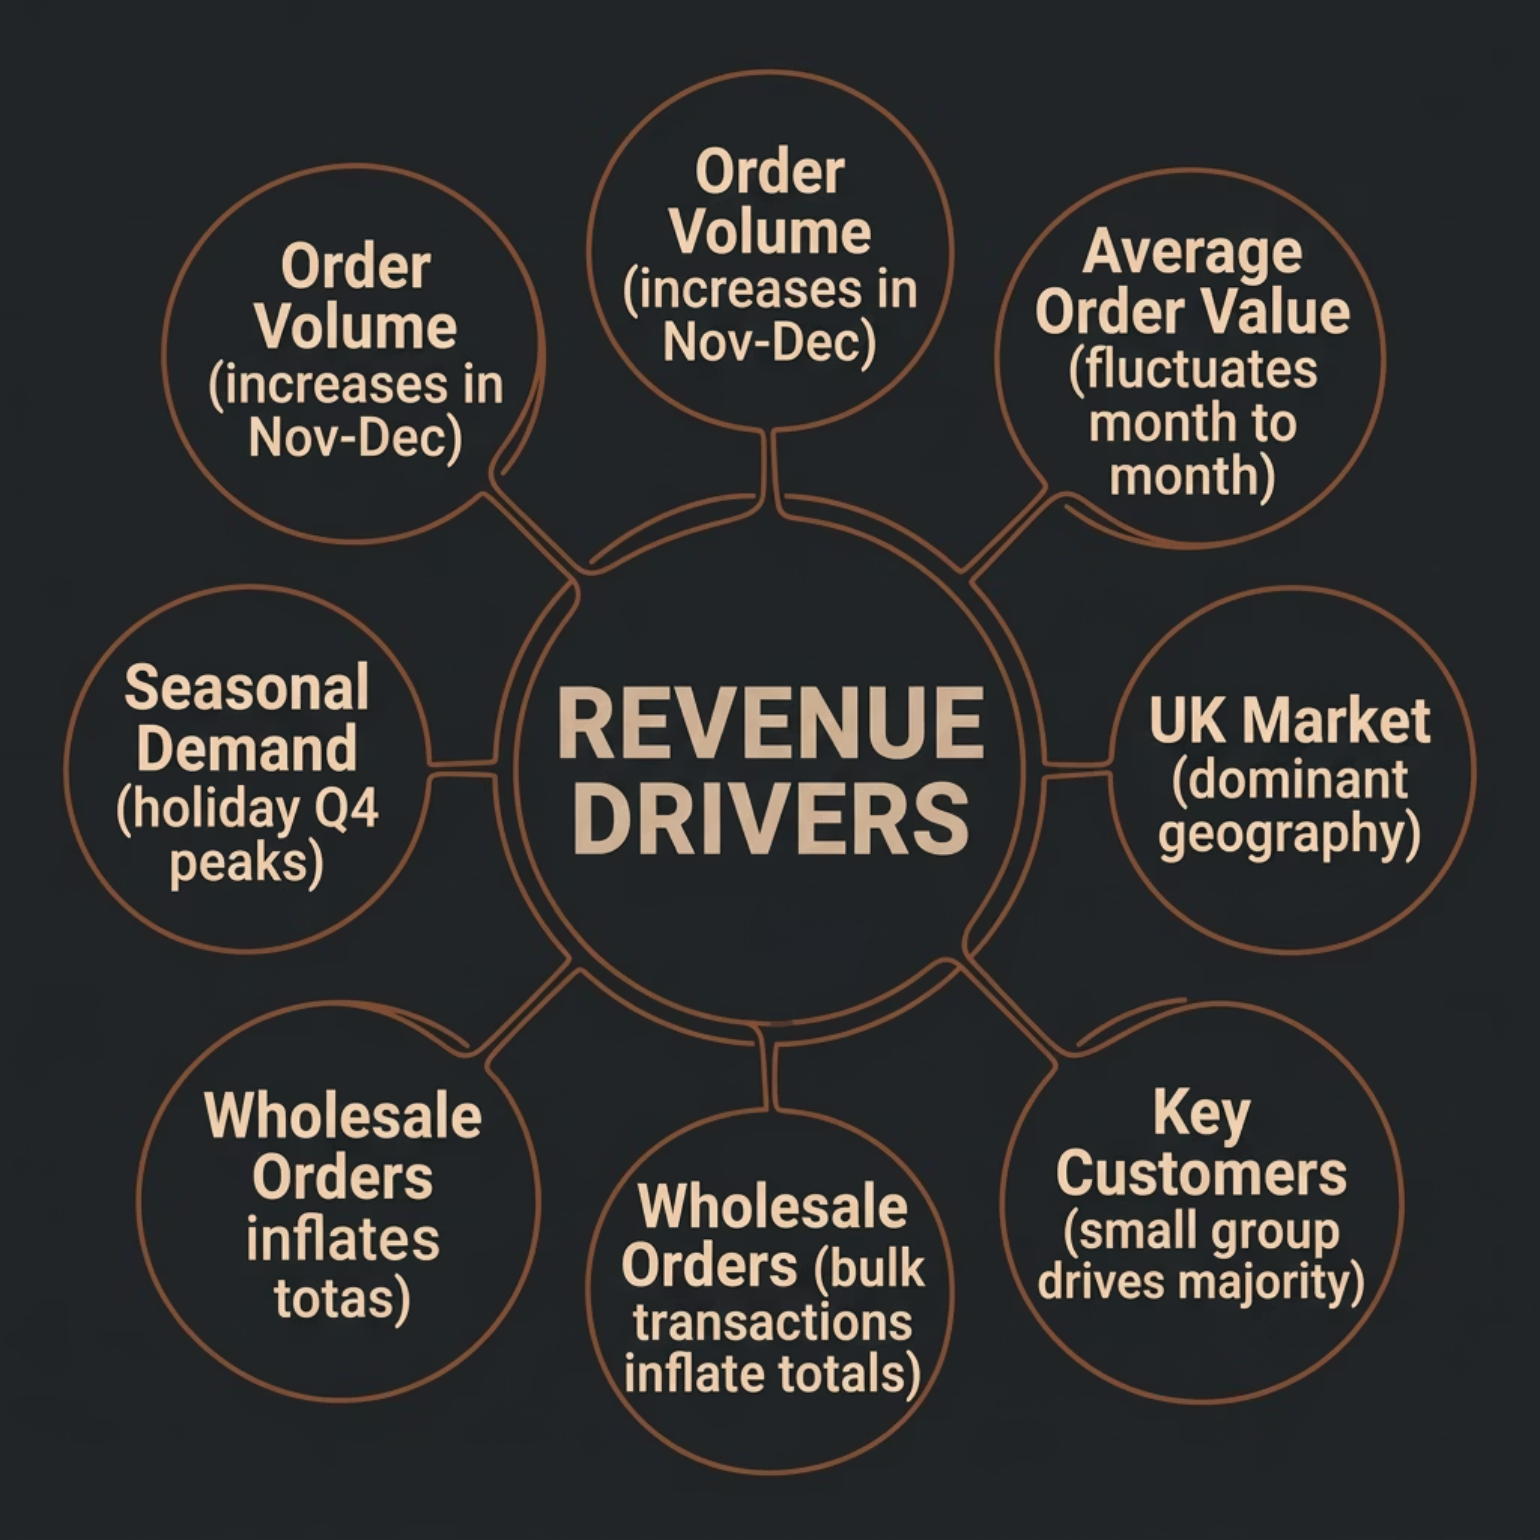 REVENUE
DRIVERS
Order
Volume
(increases in
Nov-Dec)
Order
Volume
(increases in
Nov-Dec)
Average
Order Value
(fluctuates
month to
month)
UK Market
(dominant
geography)
Key
Customers
(small group
drives majority)
Wholesale
Orders (bulk
transactions
inflate totals)
Wholesale
Orders
inflates
totas)
Seasonal
Demand
(holiday Q4
peaks)